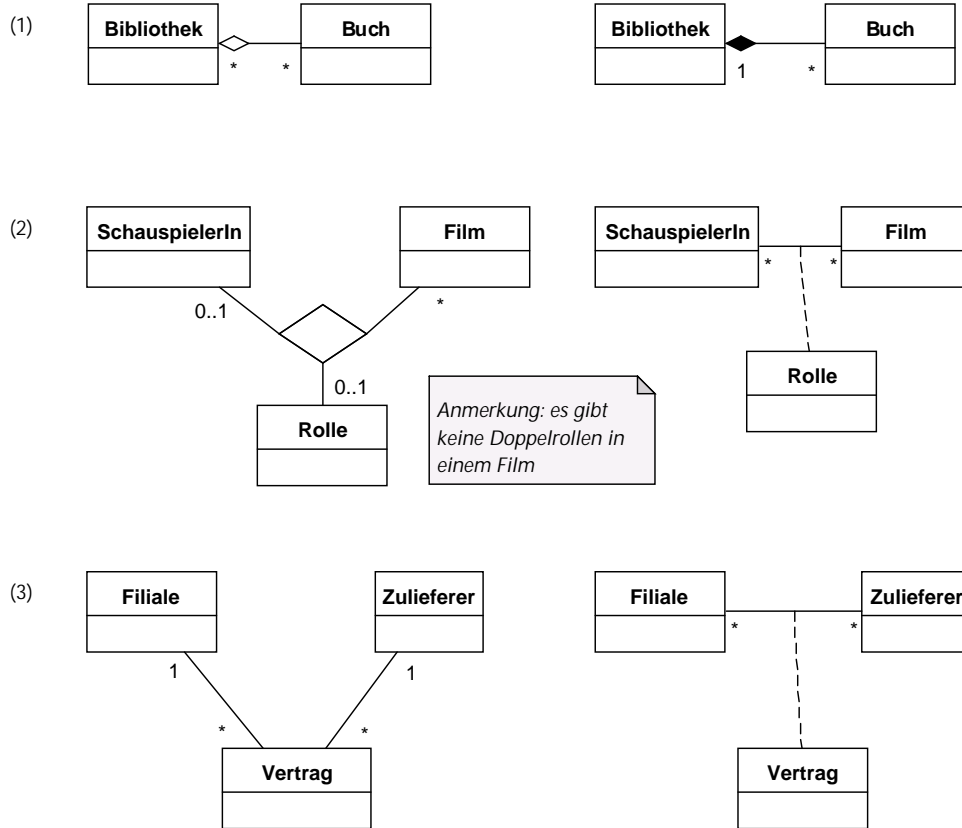 (1)
Bibliothek
Buch
*
*
Bibliothek
Buch
1
*
(2)
SchauspielerIn
Film
0..1
*
0..1
Rolle
Anmerkung: es gibt
keine Doppelrollen in
einem Film
SchauspielerIn
Film
*
*
Rolle
(3)
Filiale
Zulieferer
1
1
*
*
Vertrag
Filiale
Zulieferer
*
*
Vertrag